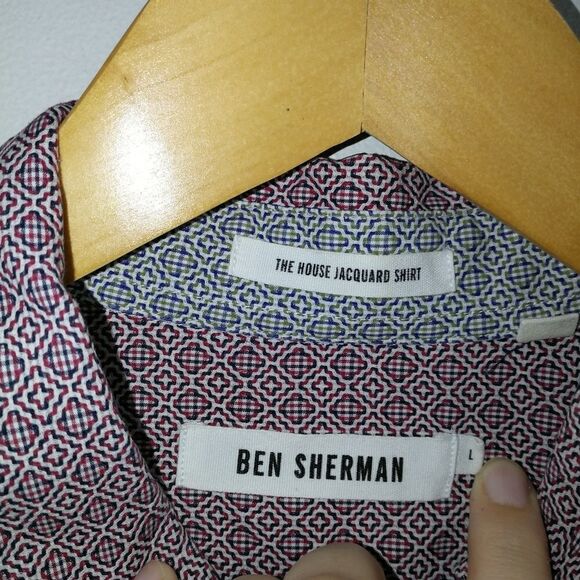 THE HOUSE JACQUARD SHIRT
BEN SHERMAN
L